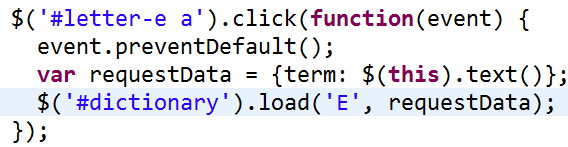 $('#letter-e a').click(function(event) {
  event.preventDefault();
  var requestData = {term: $(this).text()};
  $('#dictionary').load('E', requestData);
});